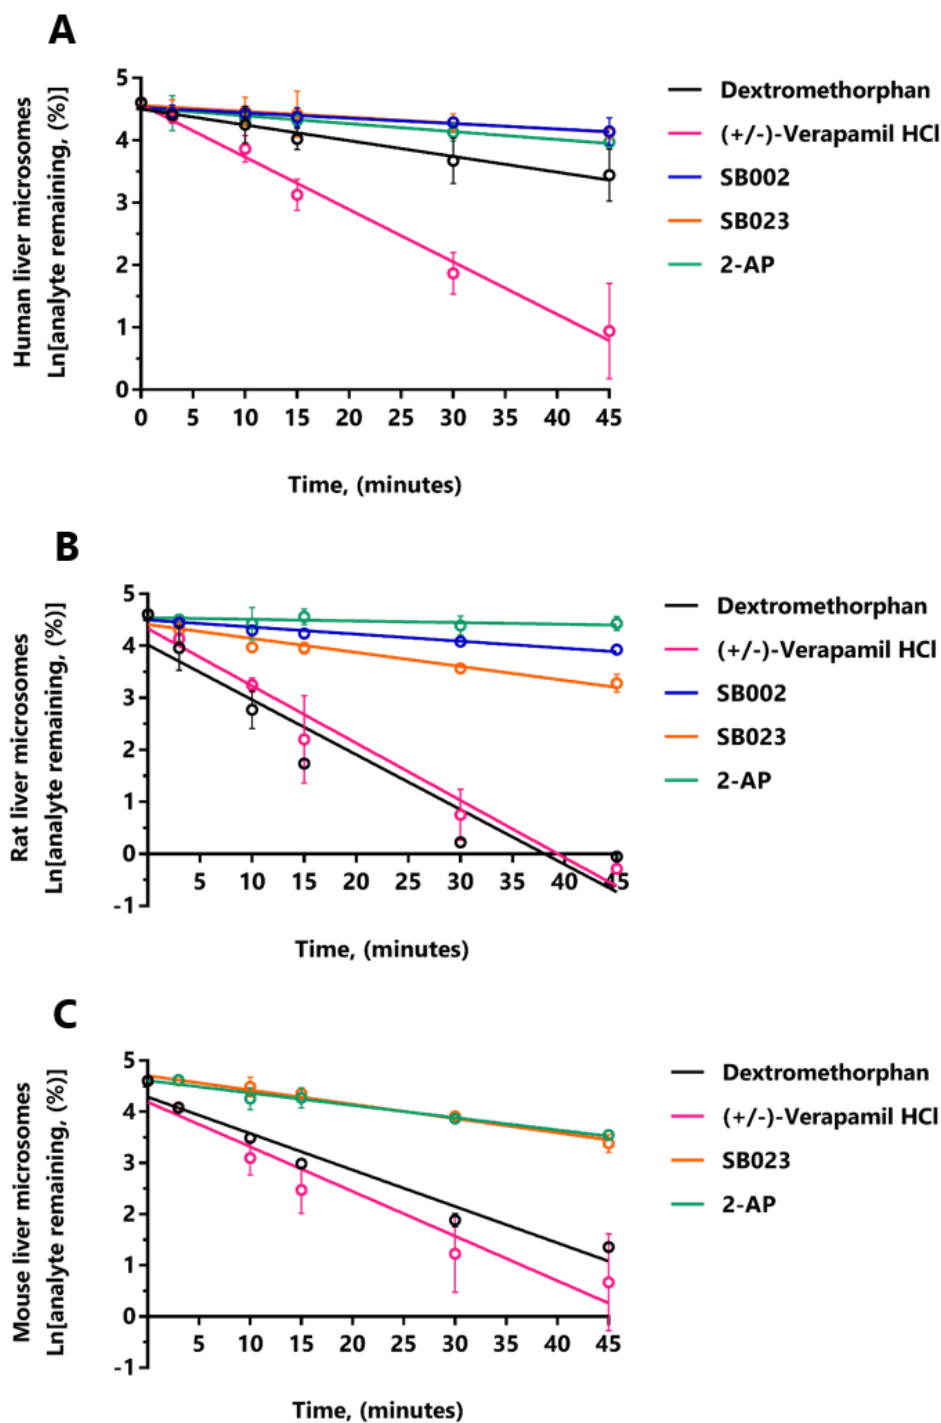 A
Human liver microsomes
Ln[analyte remaining, (%)]
5
4
3
2
1
0
0 5 10 15 20 25 30 35 40 45
Time, (minutes)
Dextromethorphan
(+/-)-Verapamil HCl
SB002
SB023
2-AP
B
Rat liver microsomes
Ln[analyte remaining, (%)]
5
4
3
2
1
0
-1
5 10 15 20 25 30 35 40 45
Time, (minutes)
Dextromethorphan
(+/-)-Verapamil HCl
SB002
SB023
2-AP
C
Mouse liver microsomes
Ln[analyte remaining, (%)]
5
4
3
2
1
0
-1
5 10 15 20 25 30 35 40 45
Time, (minutes)
Dextromethorphan
(+/-)-Verapamil HCl
SB023
2-AP